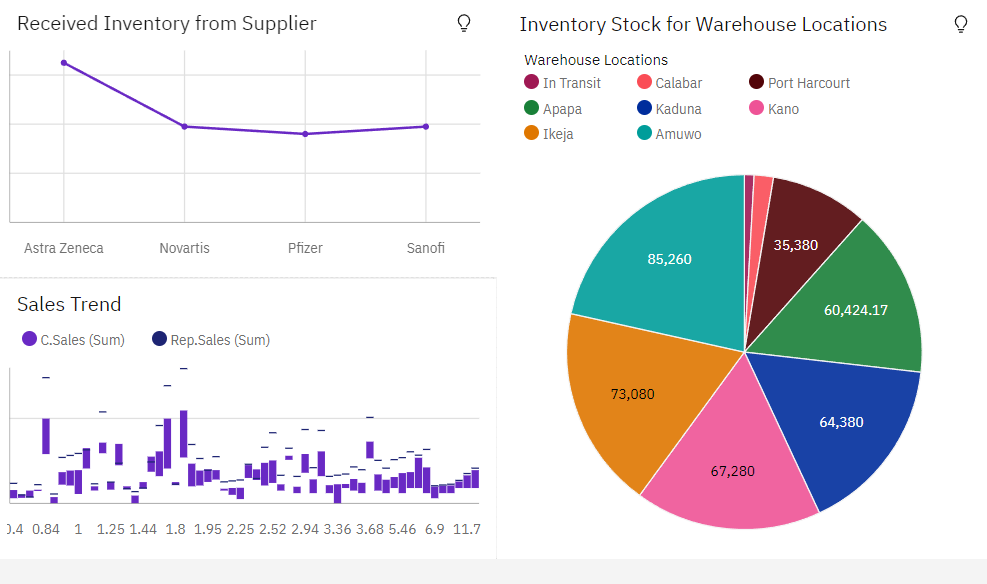 Received Inventory from Supplier
Astra Zeneca Novartis Pfizer Sanofi
Sales Trend
C.Sales (Sum) Rep.Sales (Sum)
0.84 1 1.25 1.44 1.8 1.95 2.25 2.52 2.94 3.36 3.68 5.46 6.9 11.7
Inventory Stock for Warehouse Locations
Warehouse Locations
In Transit Calabar Port Harcourt
Apapa Kaduna Kano
Ikeja Amuwo
35,380
85,260
60,424.17
73,080
64,380
67,280